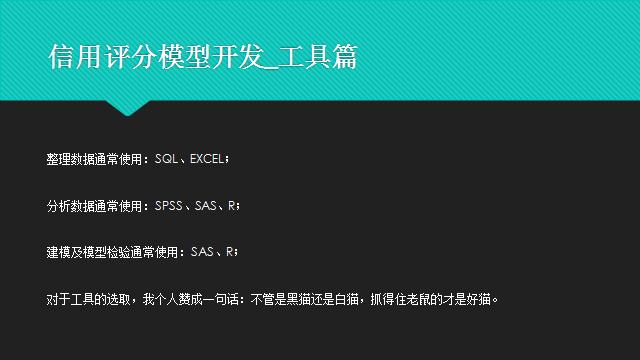 信用评分模型开发_工具篇
整理数据通常使用：SQL、EXCEL；
分析数据通常使用：SPSS、SAS、R；
建模及模型检验通常使用：SAS、R；
对于工具的选取，我个人赞成一句话：不管是黑猫还是白猫，抓得住老鼠的才是好猫。